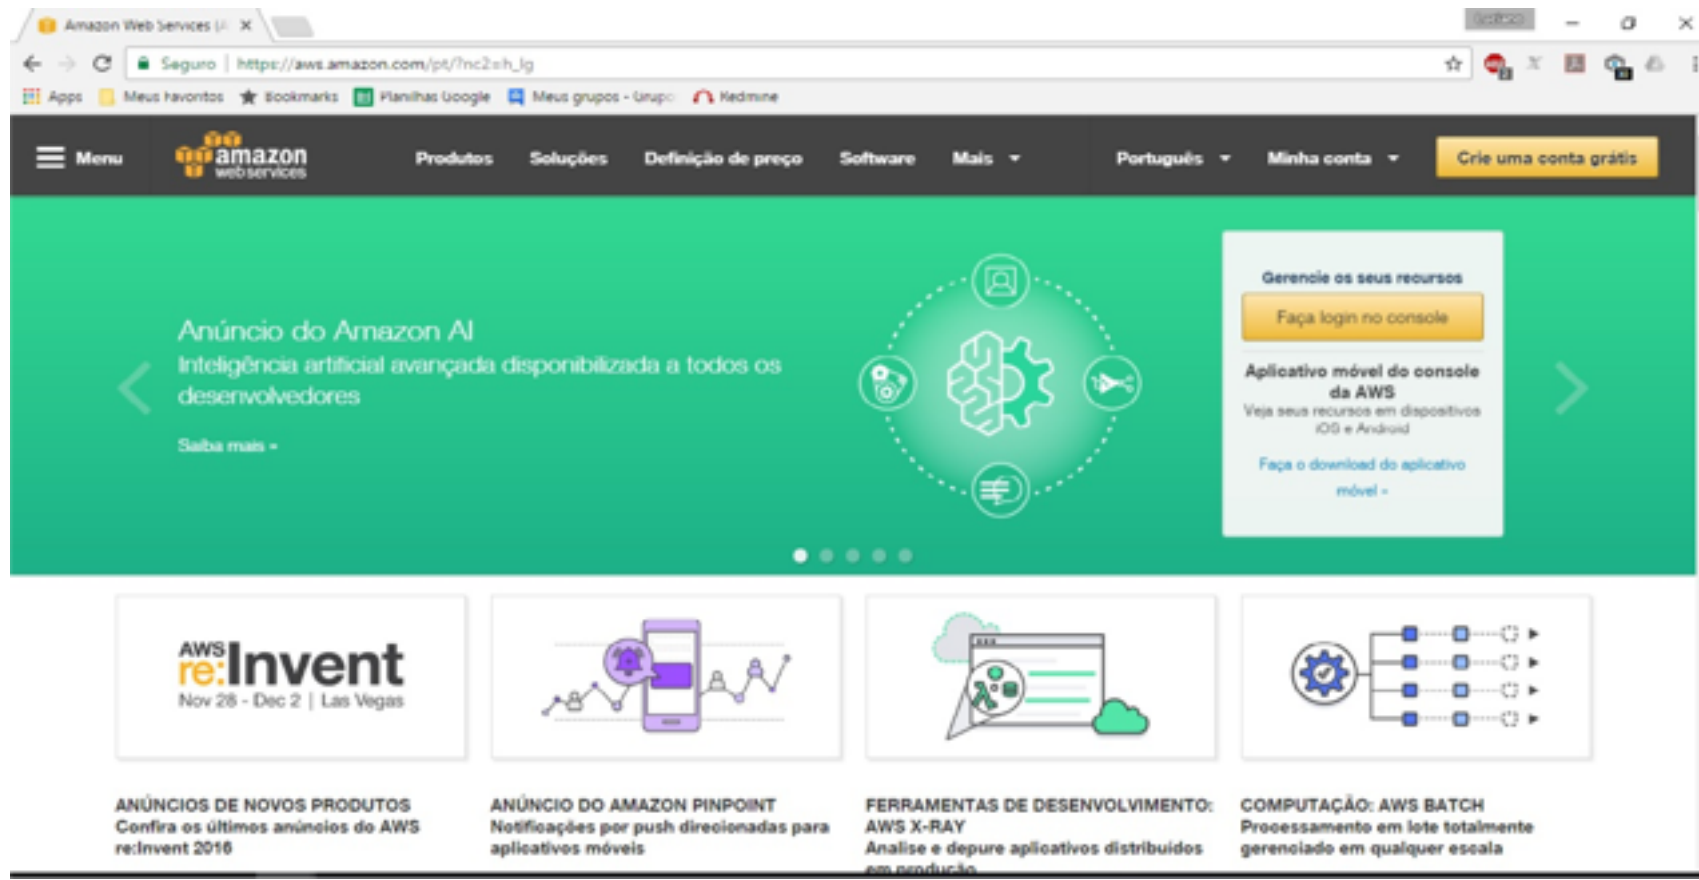 Amazon Web Services (A
Seguro | https://aws.amazon.com/pt/?nc2=h_lg
Apps Meus Favoritos Bookmarks Planilhas Google Meus grupos - Grupo Redmine
Menu amazon Produtos Soluções Definição de preço Software Mais Português Minha conta Crie uma conta grátis
webservices
Anúncio do Amazon AI
Inteligência artificial avançada disponibilizada a todos os
desenvolvedores
Saiba mais »
Gerencie os seus recursos
Faça login no console
Aplicativo móvel do console
da AWS
Veja seus recursos em dispositivos
iOS e Android
Faça o download do aplicativo
móvel »
AWS
re:Invent
Nov 28 - Dec 2 | Las Vegas
ANÚNCIOS DE NOVOS PRODUTOS
Confira os últimos anúncios do AWS
re:Invent 2016
ANÚNCIO DO AMAZON PINPOINT
Notificações por push direcionadas para
aplicativos móveis
FERRAMENTAS DE DESENVOLVIMENTO:
AWS X-RAY
Analise e depure aplicativos distribuídos
em produção
COMPUTAÇÃO: AWS BATCH
Processamento em lote totalmente
gerenciado em qualquer escala